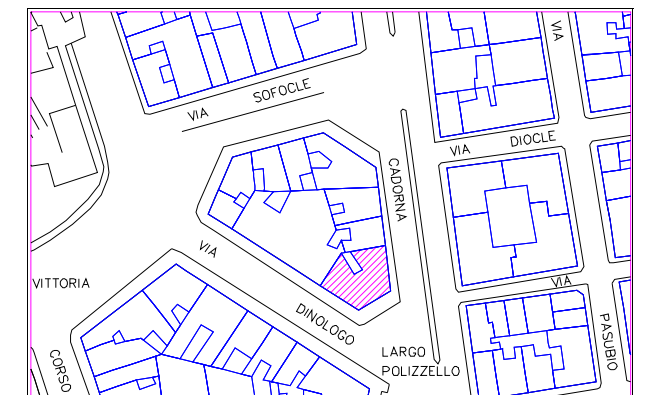 VIA
SOFOCLE
VIA
VIA
DIOCLE
CADORNA
VIA
VITTORIA
VIA
DINOLOGO
LARGO
POLIZZELLO
PASUBIO
CORSO